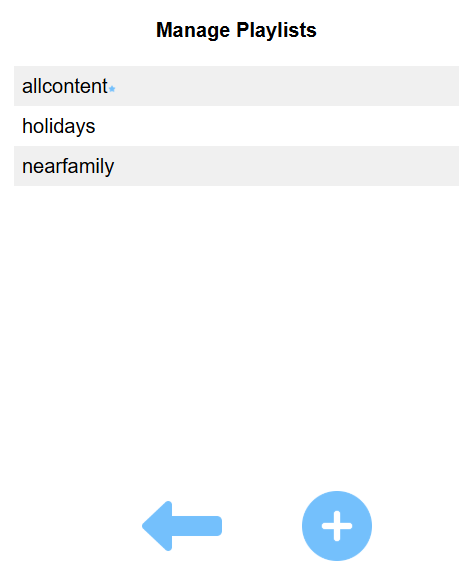 Manage Playlists
allcontent
holidays
nearfamily